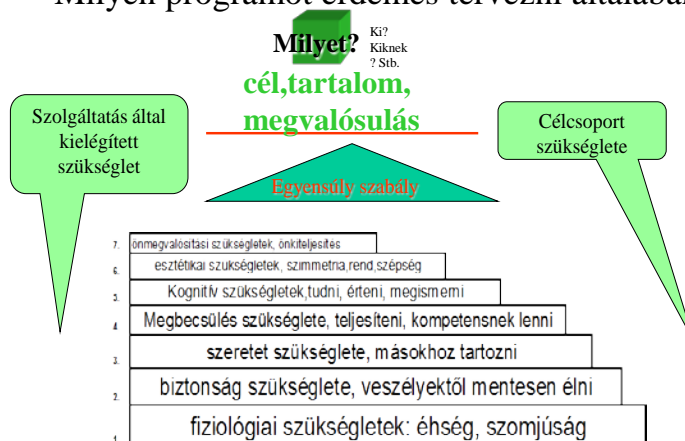 Milyen programot érdemes tervezni általában
Milyet?
Ki?
Kiknek
? Stb.
cél,tartalom,
megvalósulás
Szolgáltatás által
kielégített
szükséglet
Célcsoport
szükséglete
Egyensúly szabály
7. önmegvalósítási szükségletek, önkiteljesítés
6. esztétikai szükségletek, szimmetria,rend,szépség
5. Kognitív szükségletek,tudni, érteni, megismerni
4. Megbecsülés szükséglete, teljesíteni, kompetensnek lenni
3. szeretet szükséglete, másokhoz tartozni
2. biztonság szükséglete, veszélyektől mentesen élni
1. fiziológiai szükségletek: éhség, szomjúság